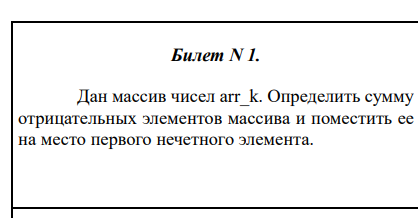 Билет N 1.
Дан массив чисел arr_k. Определить сумму
отрицательных элементов массива и поместить ее
на место первого нечетного элемента.